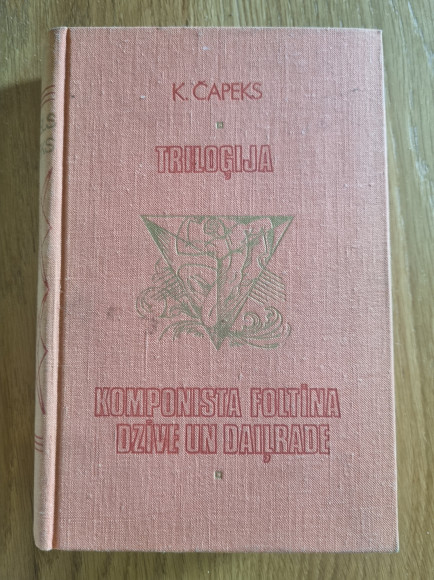 K. ČAPEKS
TRILOĢIJA
KOMPONISTA FOLTĪNA
DZĪVE UN DAIĻRADE